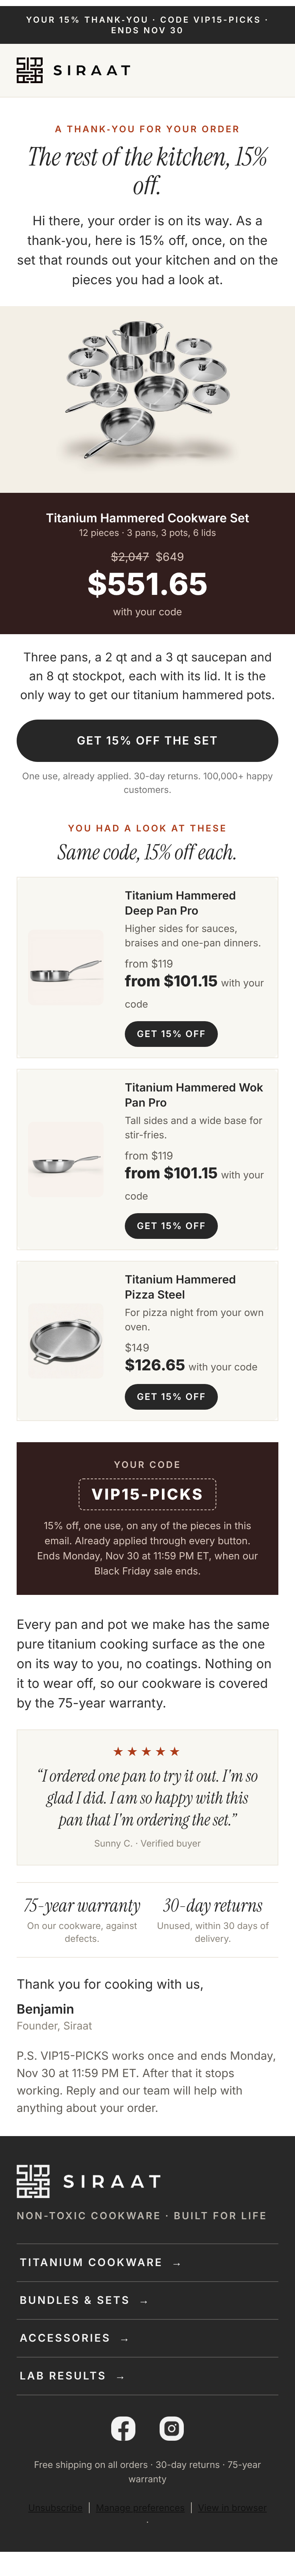 YOUR 15% THANK-YOU · CODE VIP15-PICKS ·
ENDS NOV 30
SIRAAT
A THANK-YOU FOR YOUR ORDER
The rest of the kitchen, 15%
off.
Hi there, your order is on its way. As a
thank-you, here is 15% off, once, on the
set that rounds out your kitchen and on the
pieces you had a look at.
Titanium Hammered Cookware Set
12 pieces · 3 pans, 3 pots, 6 lids
$2,047 $649
$551.65
with your code
Three pans, a 2 qt and a 3 qt saucepan and
an 8 qt stockpot, each with its lid. It is the
only way to get our titanium hammered pots.
GET 15% OFF THE SET
One use, already applied. 30-day returns. 100,000+ happy
customers.
YOU HAD A LOOK AT THESE
Same code, 15% off each.
Titanium Hammered
Deep Pan Pro
Higher sides for sauces,
braises and one-pan dinners.
from $119
from $101.15 with your
code
GET 15% OFF
Titanium Hammered Wok
Pan Pro
Tall sides and a wide base for
stir-fries.
from $119
from $101.15 with your
code
GET 15% OFF
Titanium Hammered
Pizza Steel
For pizza night from your own
oven.
$149
$126.65 with your code
GET 15% OFF
YOUR CODE
VIP15-PICKS
15% off, one use, on any of the pieces in this
email. Already applied through every button.
Ends Monday, Nov 30 at 11:59 PM ET, when our
Black Friday sale ends.
Every pan and pot we make has the same
pure titanium cooking surface as the one
on its way to you, no coatings. Nothing on
it to wear off, so our cookware is covered
by the 75-year warranty.
★★★★★
“I ordered one pan to try it out. I'm so
glad I did. I am so happy with this
pan that I'm ordering the set.”
Sunny C. · Verified buyer
75-year warranty
On our cookware, against
defects.
30-day returns
Unused, within 30 days of
delivery.
Thank you for cooking with us,
Benjamin
Founder, Siraat
P.S. VIP15-PICKS works once and ends Monday,
Nov 30 at 11:59 PM ET. After that it stops
working. Reply and our team will help with
anything about your order.
SIRAAT
NON-TOXIC COOKWARE · BUILT FOR LIFE
TITANIUM COOKWARE →
BUNDLES & SETS →
ACCESSORIES →
LAB RESULTS →
Free shipping on all orders · 30-day returns · 75-year
warranty
Unsubscribe | Manage preferences | View in browser
.